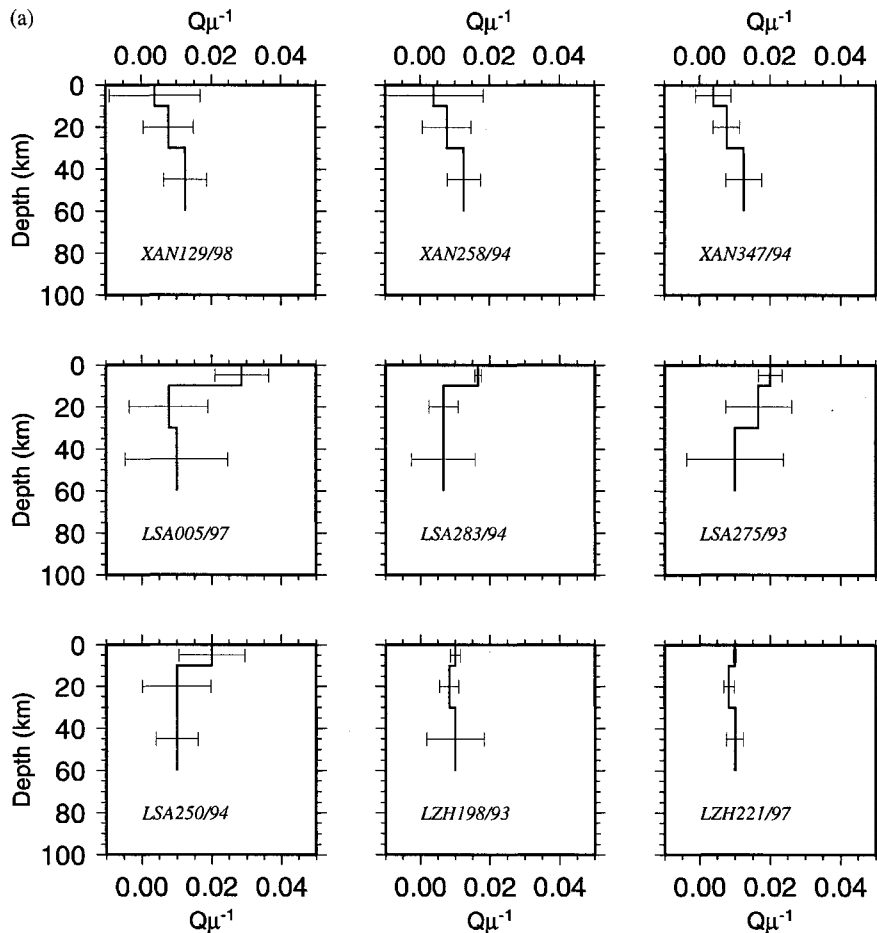 (a)
Qμ⁻¹ Qμ⁻¹ Qμ⁻¹
0.00 0.02 0.04 0.00 0.02 0.04 0.00 0.02 0.04
0
20
40
60
80
100
Depth (km)
XAN129/98 XAN258/94 XAN347/94
0
20
40
60
80
100
Depth (km)
LSA005/97 LSA283/94 LSA275/93
0
20
40
60
80
100
Depth (km)
LSA250/94 LZH198/93 LZH221/97
0.00 0.02 0.04 0.00 0.02 0.04 0.00 0.02 0.04
Qμ⁻¹ Qμ⁻¹ Qμ⁻¹